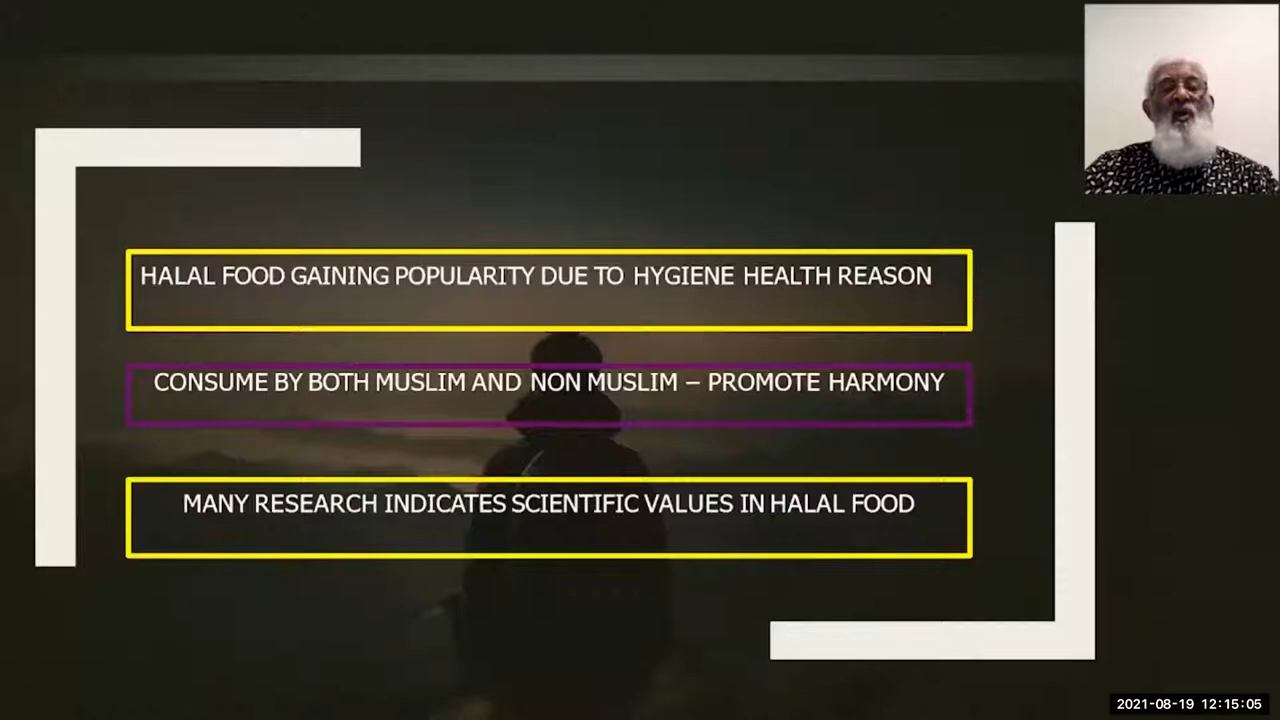 HALAL FOOD GAINING POPULARITY DUE TO HYGIENE HEALTH REASON
CONSUME BY BOTH MUSLIM AND NON MUSLIM – PROMOTE HARMONY
MANY RESEARCH INDICATES SCIENTIFIC VALUES IN HALAL FOOD
2021-08-19 12:15:05